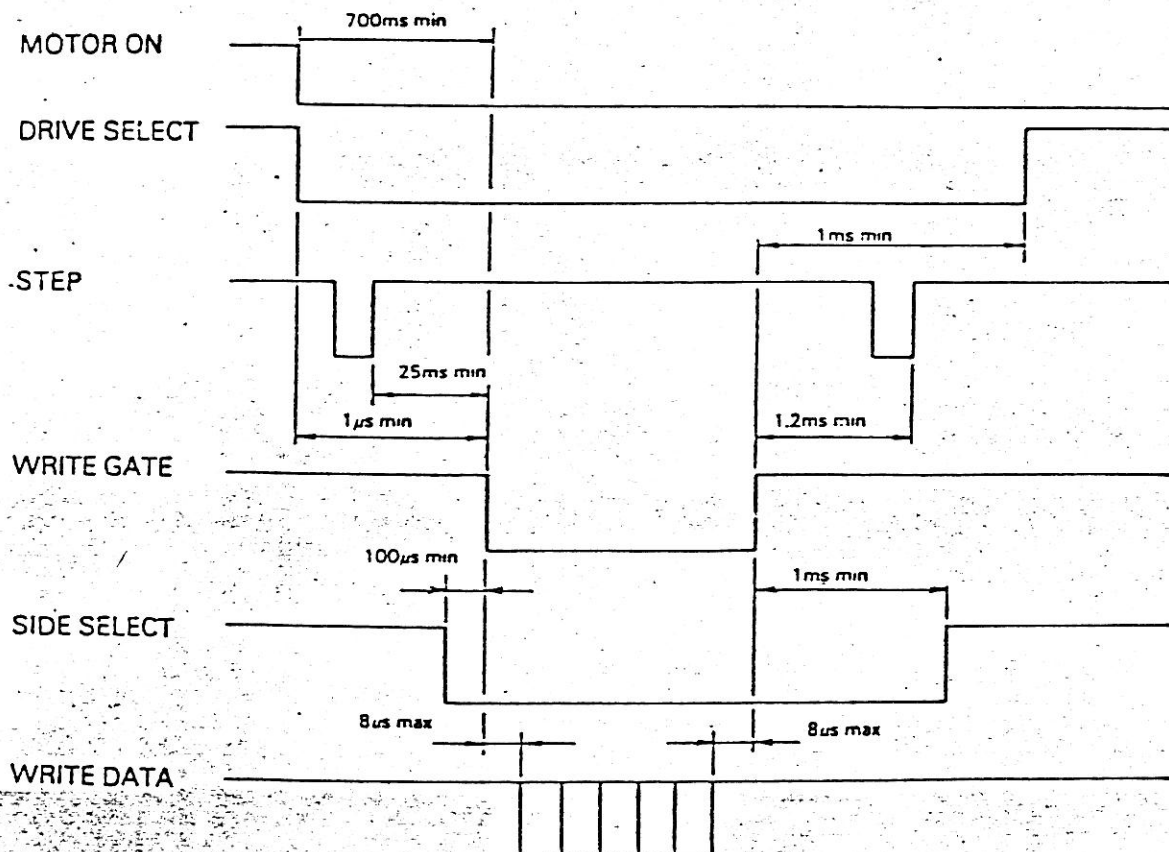 700ms min
MOTOR ON
DRIVE SELECT
1ms min
STEP
25ms min
1μs min
1.2ms min
WRITE GATE
100μs min
1ms min
SIDE SELECT
8μs max
8μs max
WRITE DATA